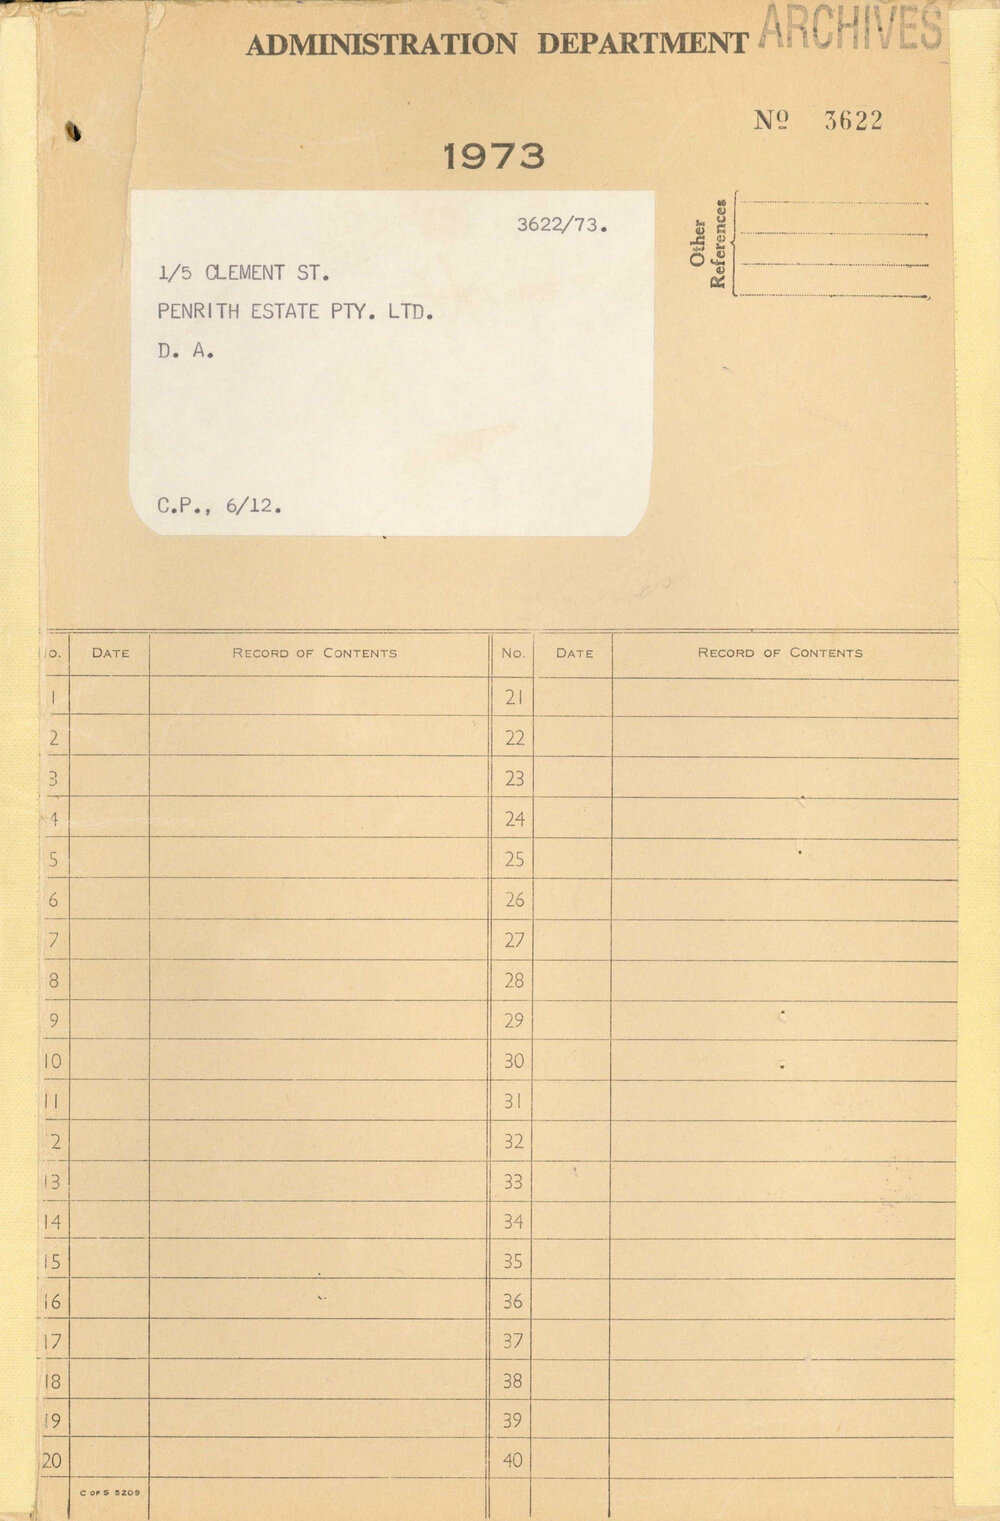 ARCHIVES
ADMINISTRATION DEPARTMENT
Nº 3622
1973
Other References
3622/73.
1/5 CLEMENT ST.
PENRITH ESTATE PTY. LTD.
D. A.
C.P., 6/12.
o. DATE RECORD OF CONTENTS No. DATE RECORD OF CONTENTS
1 21
2 22
3 23
4 24
5 25
6 26
7 27
8 28
9 29
10 30
11 31
12 32
13 33
14 34
15 35
16 36
17 37
18 38
19 39
20 40
C OF S 5209